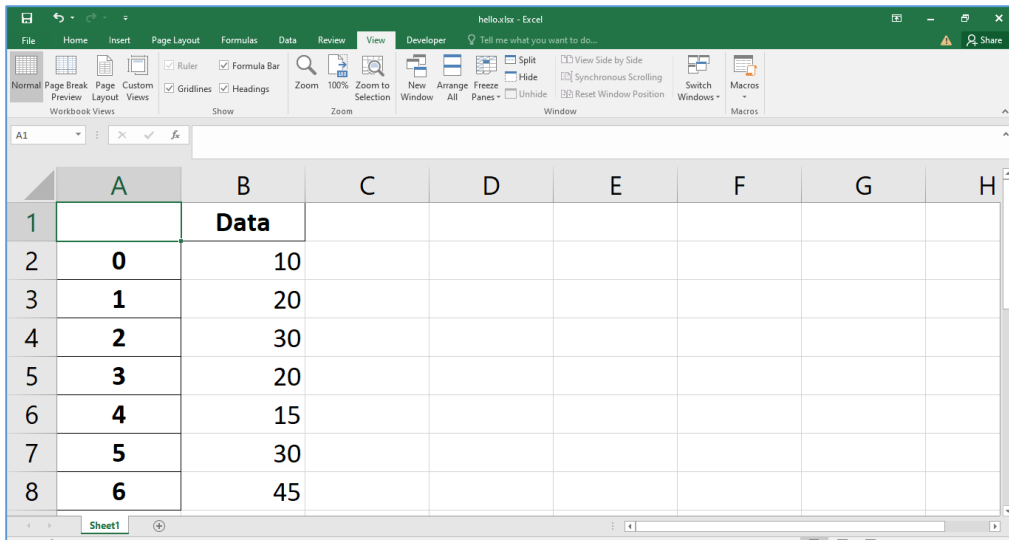 hello.xlsx - Excel
File Home Insert Page Layout Formulas Data Review View Developer Tell me what you want to do... Share
Normal Page Break Preview Page Layout Custom Views
Workbook Views
Ruler Formula Bar
Gridlines Headings
Show
Zoom 100% Zoom to Selection
Zoom
New Window Arrange All Freeze Panes
Split
Hide
Unhide
View Side by Side
Synchronous Scrolling
Reset Window Position
Window
Switch Windows
Macros
Macros
A1 fx
A B C D E F G H
1 Data
2 0 10
3 1 20
4 2 30
5 3 20
6 4 15
7 5 30
8 6 45
Sheet1